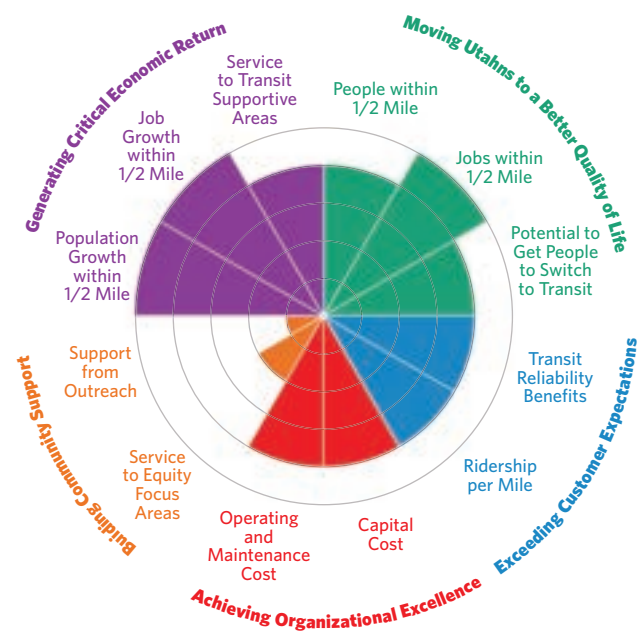 Generating Critical Economic Return
Moving Utahns to a Better Quality of Life
Service
to Transit
Supportive
Areas
People within
1/2 Mile
Job
Growth
within
1/2 Mile
Jobs within
1/2 Mile
Population
Growth
within
1/2 Mile
Potential to
Get People
to Switch
to Transit
Support
from
Outreach
Transit
Reliability
Benefits
Service
to Equity
Focus
Areas
Ridership
per Mile
Operating
and
Maintenance
Cost
Capital
Cost
Buiding Community Support
Exceeding Customer Expectations
Achieving Organizational Excellence